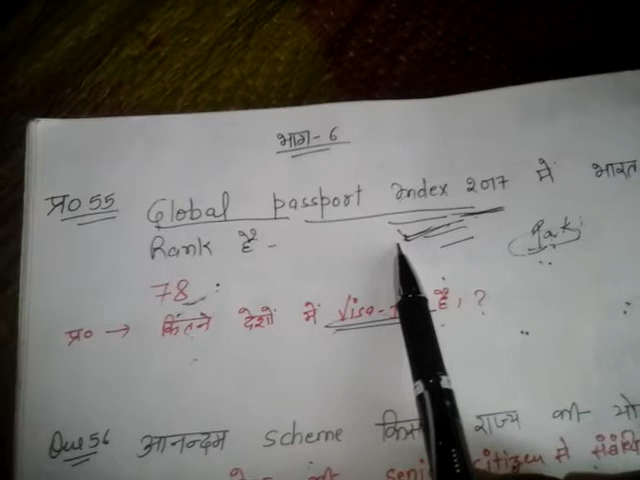 भाग-6
प्र० 55 Global passport Index 2017 में भारत
Rank है -
Pak:
78
प्र० → कितने देशों में Visa- है, ?
Que 56 आनन्दम scheme किस राज्य की
senior citizen से